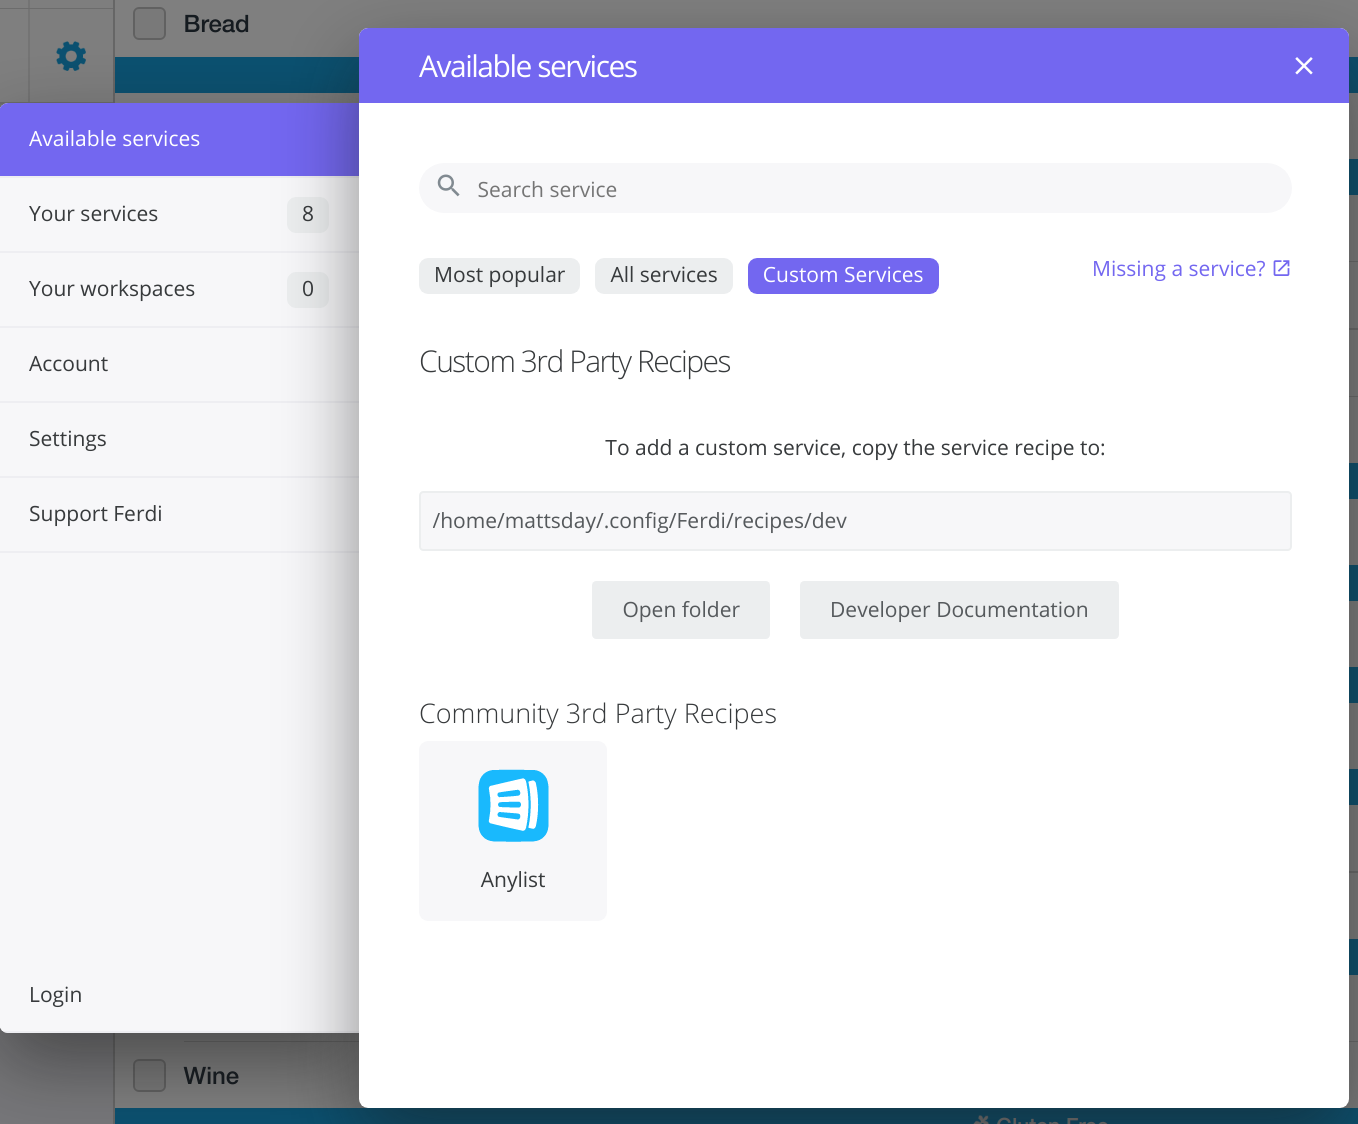 Bread
Available services
Available services
Your services 8
Your workspaces 0
Account
Settings
Support Ferdi
Login
Search service
Most popular All services Custom Services Missing a service?
Custom 3rd Party Recipes
To add a custom service, copy the service recipe to:
/home/mattsday/.config/Ferdi/recipes/dev
Open folder Developer Documentation
Community 3rd Party Recipes
Anylist
Wine
Gluten Free